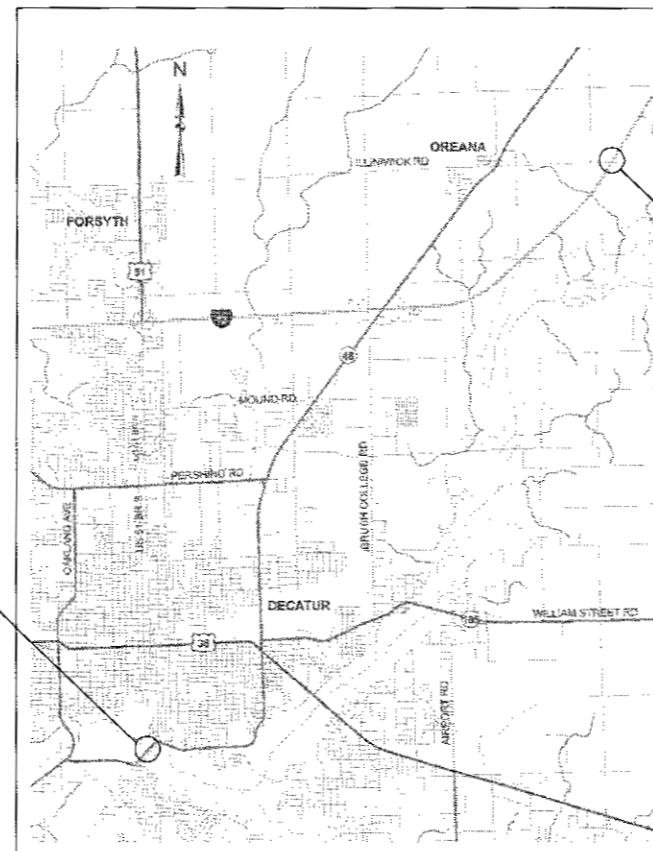 N
OREANA
FORSYTH
51
48
MOUND RD
PERSHING RD
OAKLAND AVE
BRUSH COLLEGE RD
DECATUR
WILLIAM STREET RD
36
AIRPORT RD